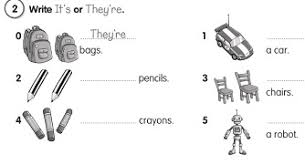 2 Write It's or They're.
0 They're
bags.
1
a car.
2 pencils.
3
chairs.
4 crayons.
5
a robot.